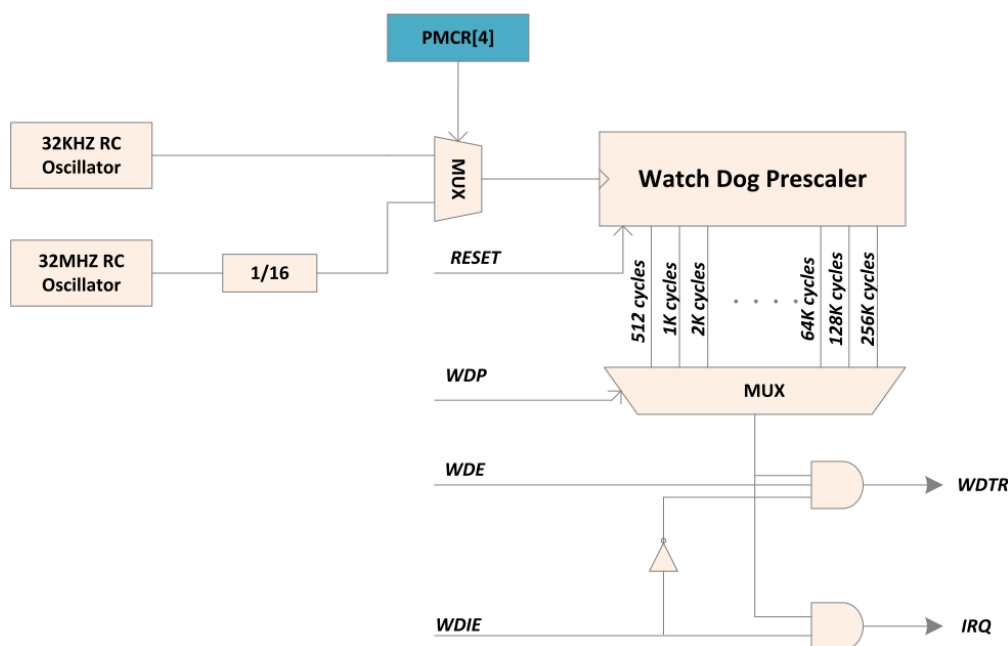 PMCR[4]
32KHZ RC
Oscillator
MUX
Watch Dog Prescaler
32MHZ RC
Oscillator
1/16
RESET
512 cycles
1K cycles
2K cycles
. . . . .
64K cycles
128K cycles
256K cycles
WDP
MUX
WDE
WDTR
WDIE
IRQ